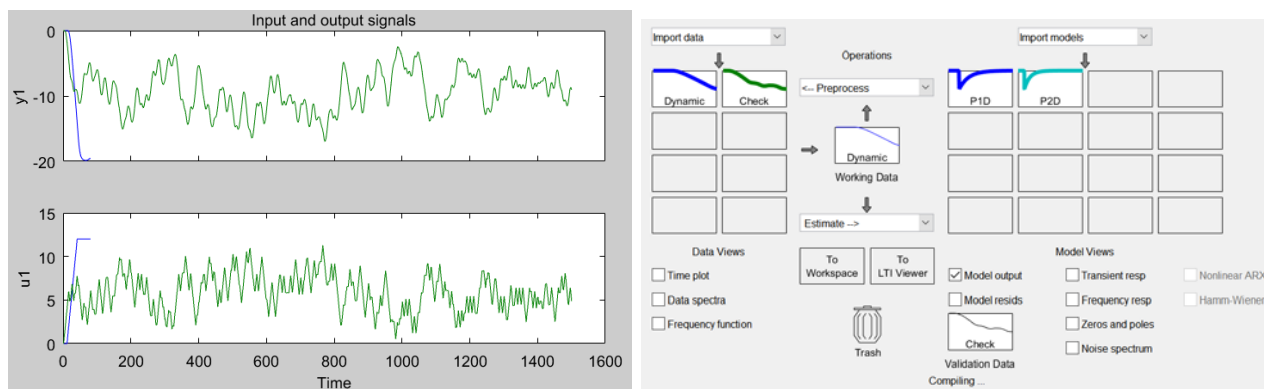 Input and output signals
-0
-10
-20
y1
15
10
5
0
u1
0
200
400
600
800
1000
1200
1400
1600
Time
Import data
Import models
Operations
Dynamic
Check
<-- Preprocess
P1D
P2D
Dynamic
Working Data
Estimate -->
Data Views
Time plot
Data spectra
Frequency function
To
Workspace
To
LTI Viewer
Trash
Model Views
Model output
Transient resp
Nonlinear ARX
Model resids
Frequency resp
Hamm-Wiener
Zeros and poles
Noise spectrum
Check
Validation Data
Compiling ...